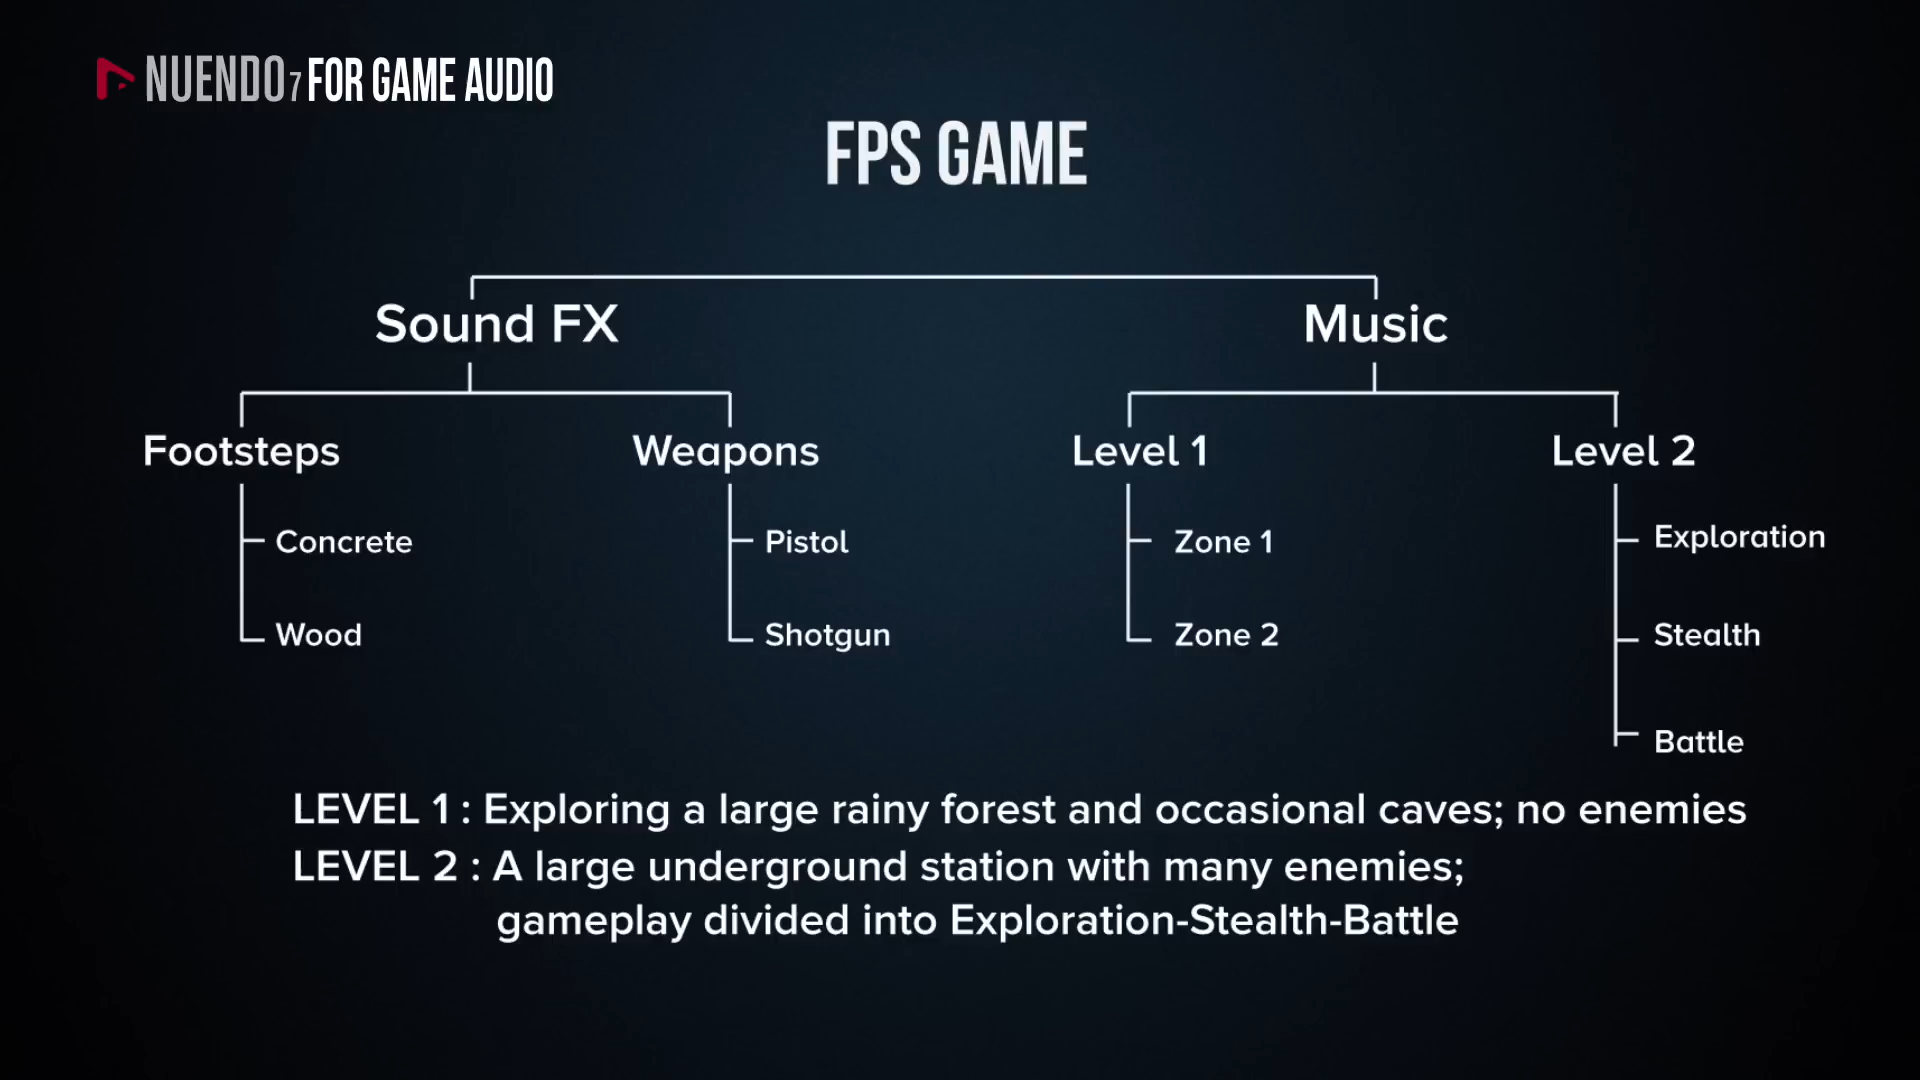 NUENDO 7 FOR GAME AUDIO
FPS GAME
Sound FX
Music
Footsteps
Weapons
Level 1
Level 2
Concrete
Pistol
Zone 1
Exploration
Wood
Shotgun
Zone 2
Stealth
Battle
LEVEL 1 : Exploring a large rainy forest and occasional caves; no enemies
LEVEL 2 : A large underground station with many enemies;
gameplay divided into Exploration-Stealth-Battle